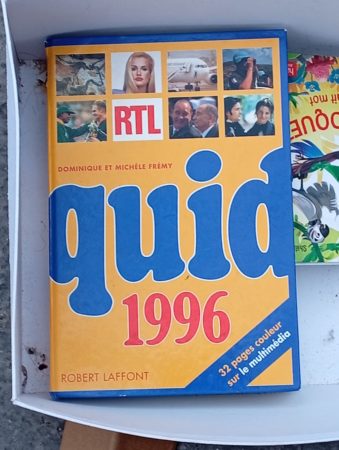 RTL
DOMINIQUE ET MICHÈLE FRÉMY
quid
1996
32 pages couleur
sur le multimédia
ROBERT LAFFONT